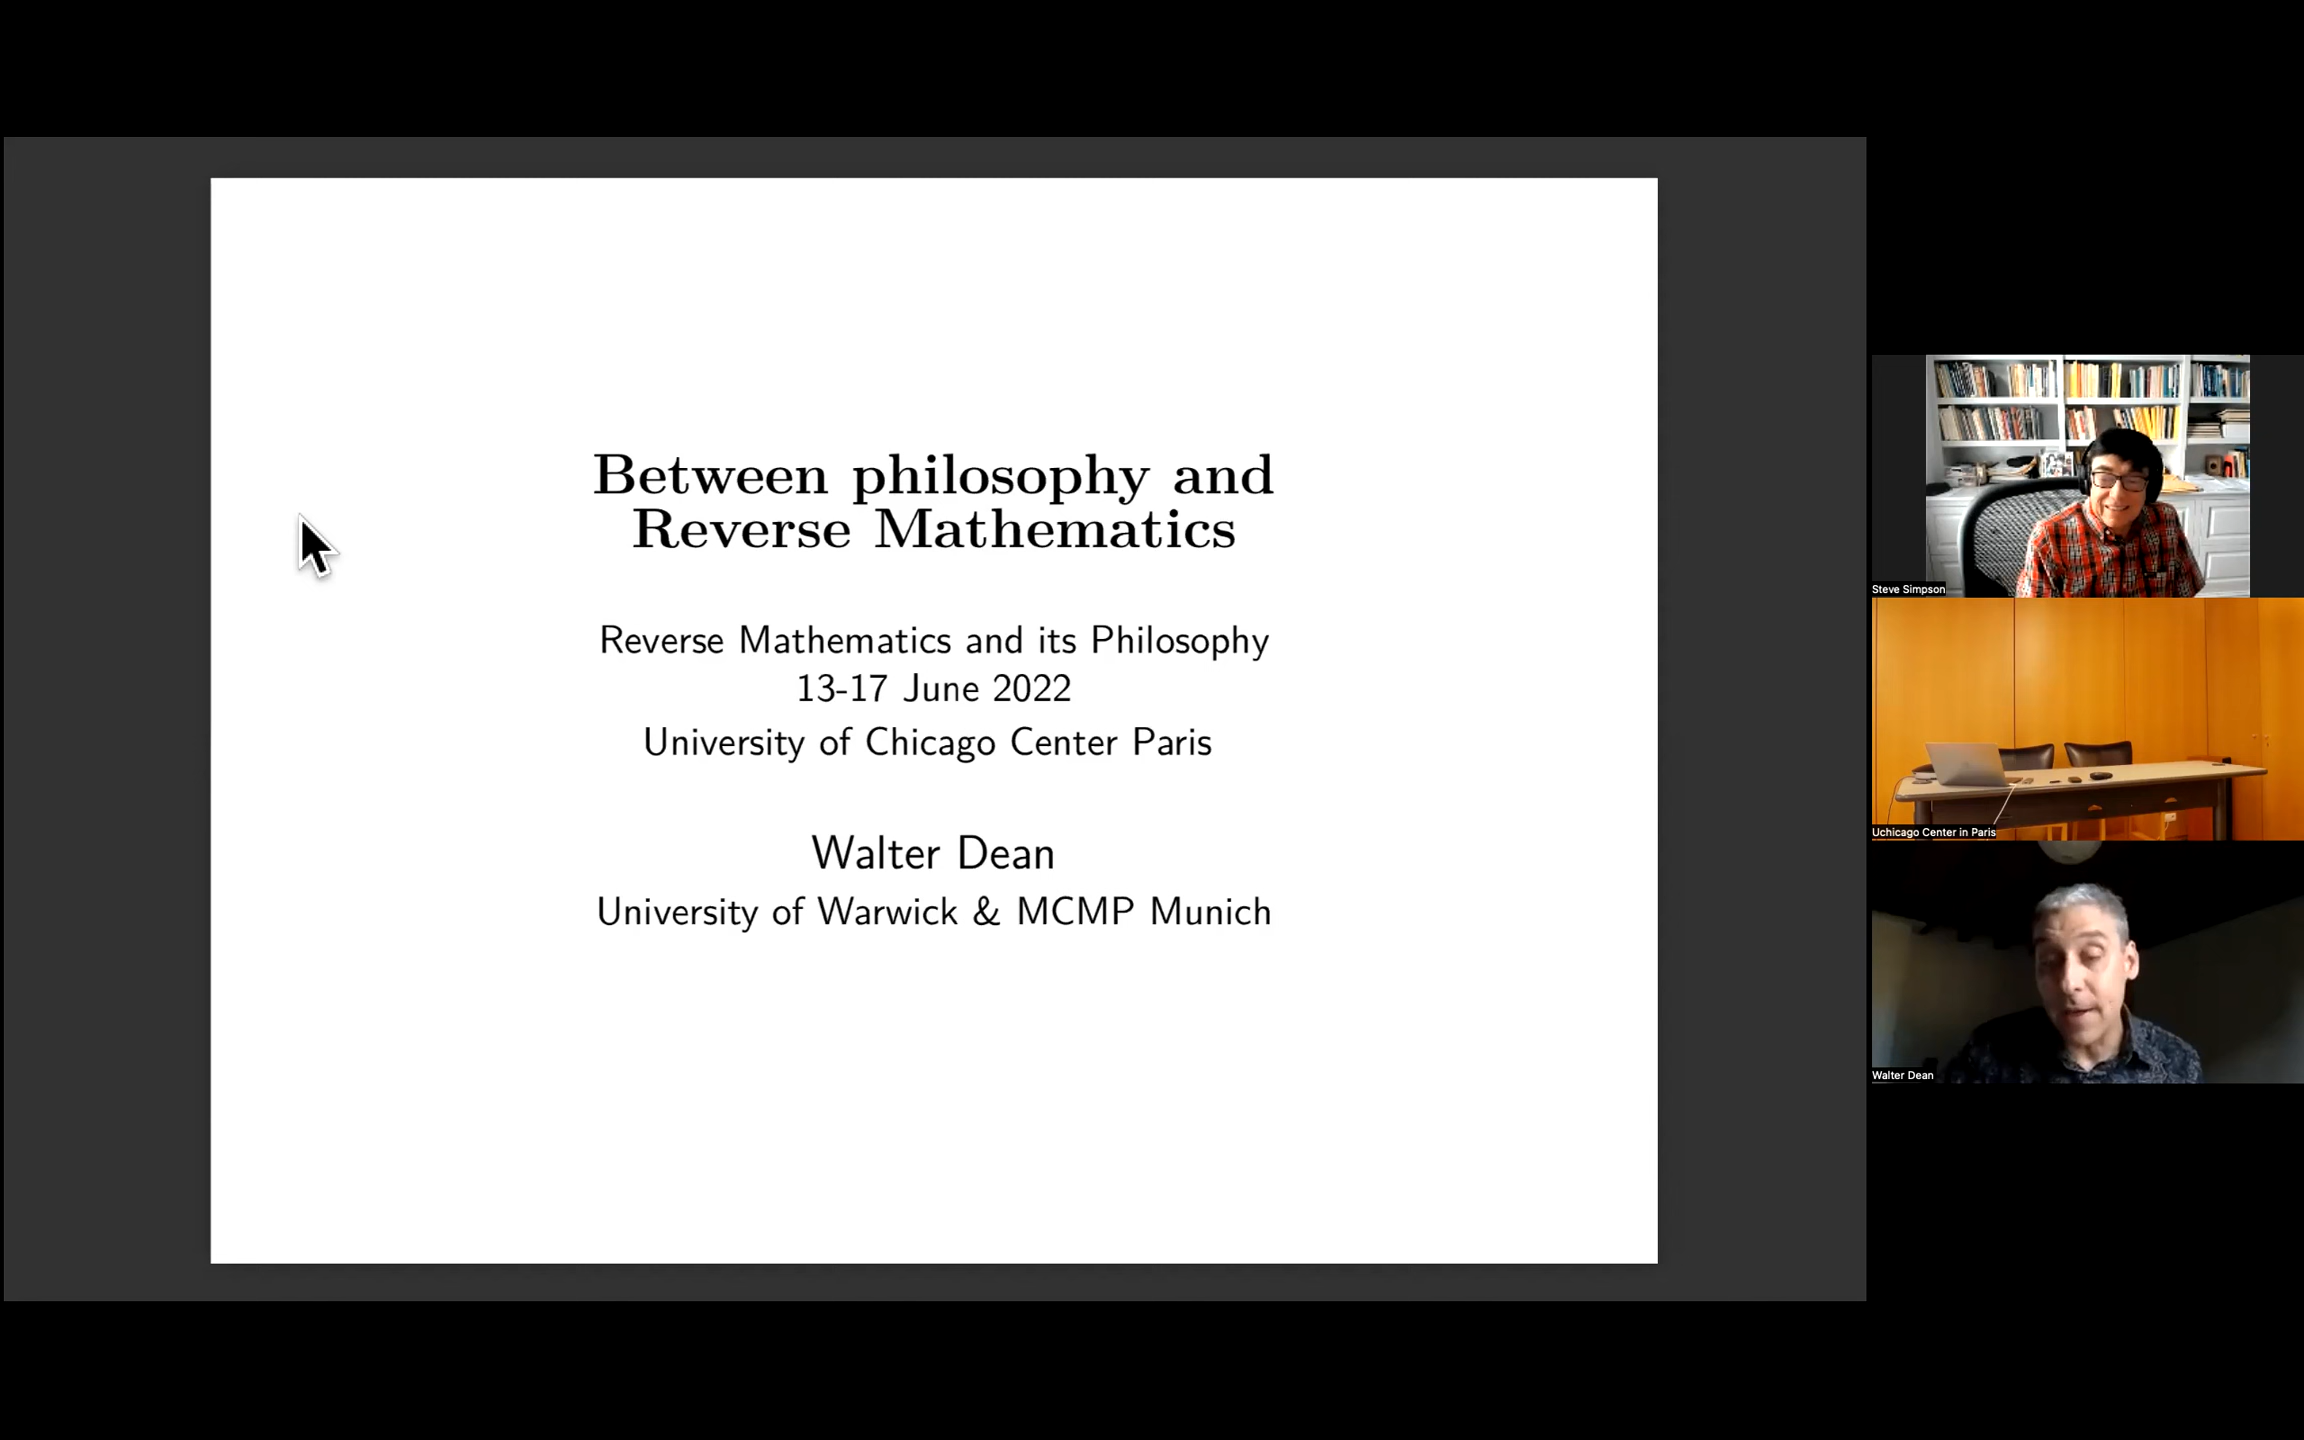 Between philosophy and
Reverse Mathematics
Reverse Mathematics and its Philosophy
13-17 June 2022
University of Chicago Center Paris
Walter Dean
University of Warwick & MCMP Munich
Steve Simpson
Uchicago Center in Paris
Walter Dean